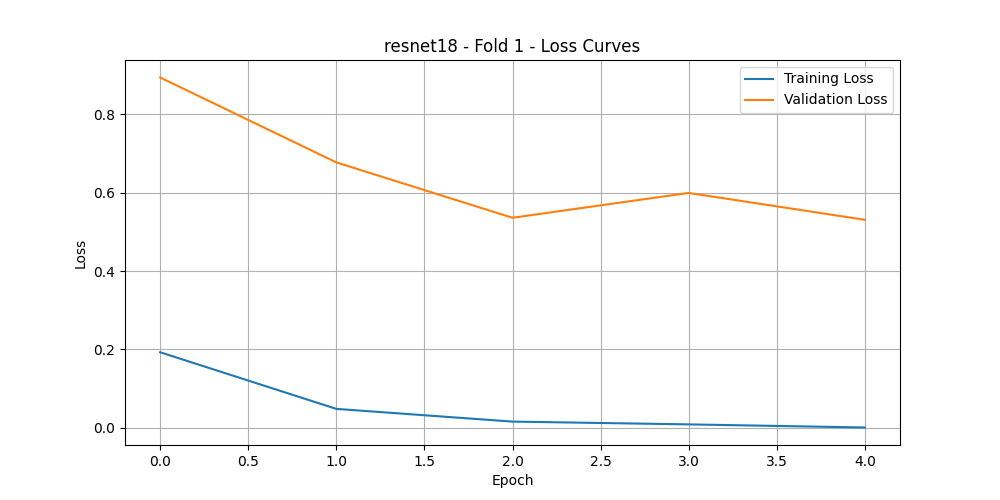 resnet18 - Fold 1 - Loss Curves
Training Loss
Validation Loss
0.8
0.6
0.4
0.2
0.0
Loss
0.0 0.5 1.0 1.5 2.0 2.5 3.0 3.5 4.0
Epoch